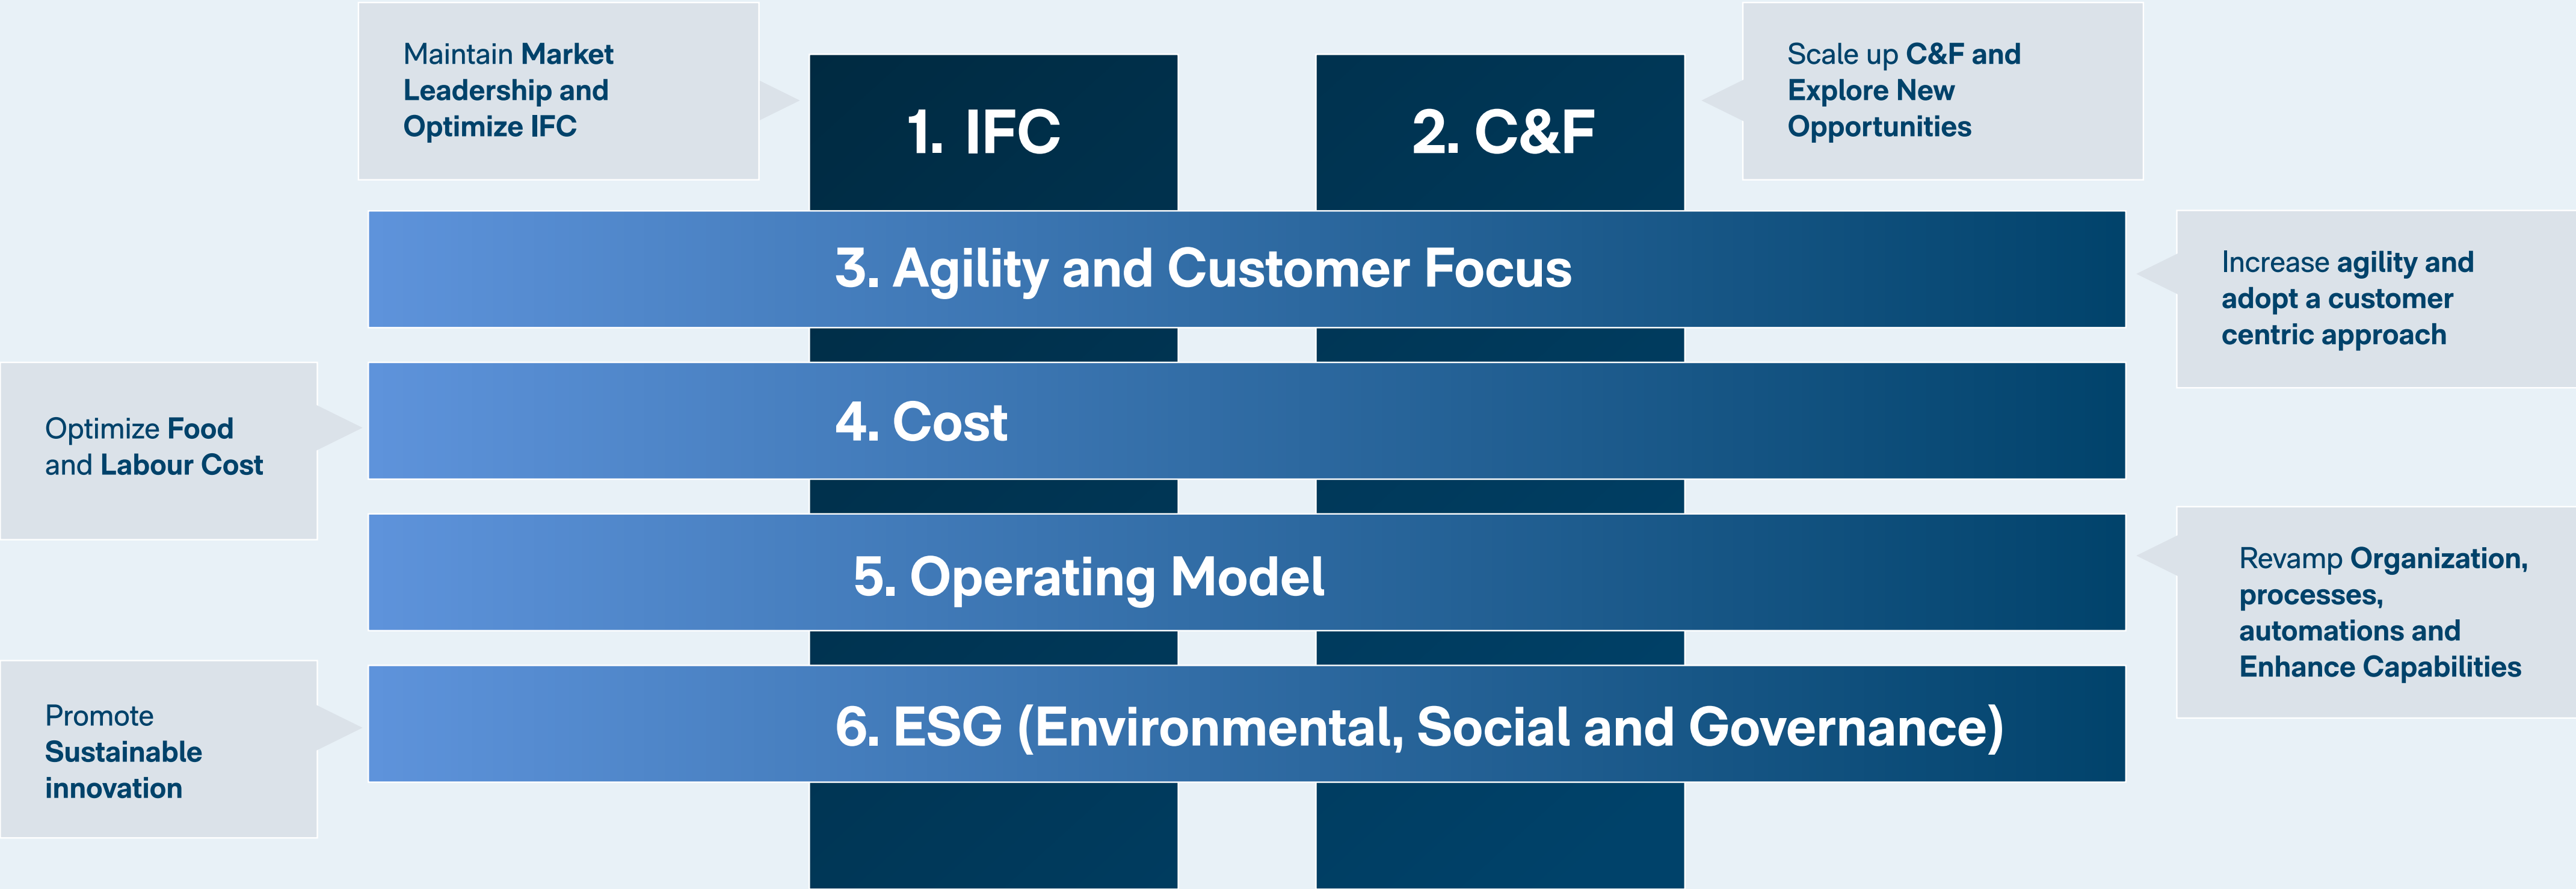 Maintain Market
Leadership and
Optimize IFC
1. IFC
2. C&F
Scale up C&F and
Explore New
Opportunities
3. Agility and Customer Focus
Increase agility and
adopt a customer
centric approach
Optimize Food
and Labour Cost
4. Cost
5. Operating Model
Revamp Organization,
processes,
automations and
Enhance Capabilities
Promote
Sustainable
innovation
6. ESG (Environmental, Social and Governance)